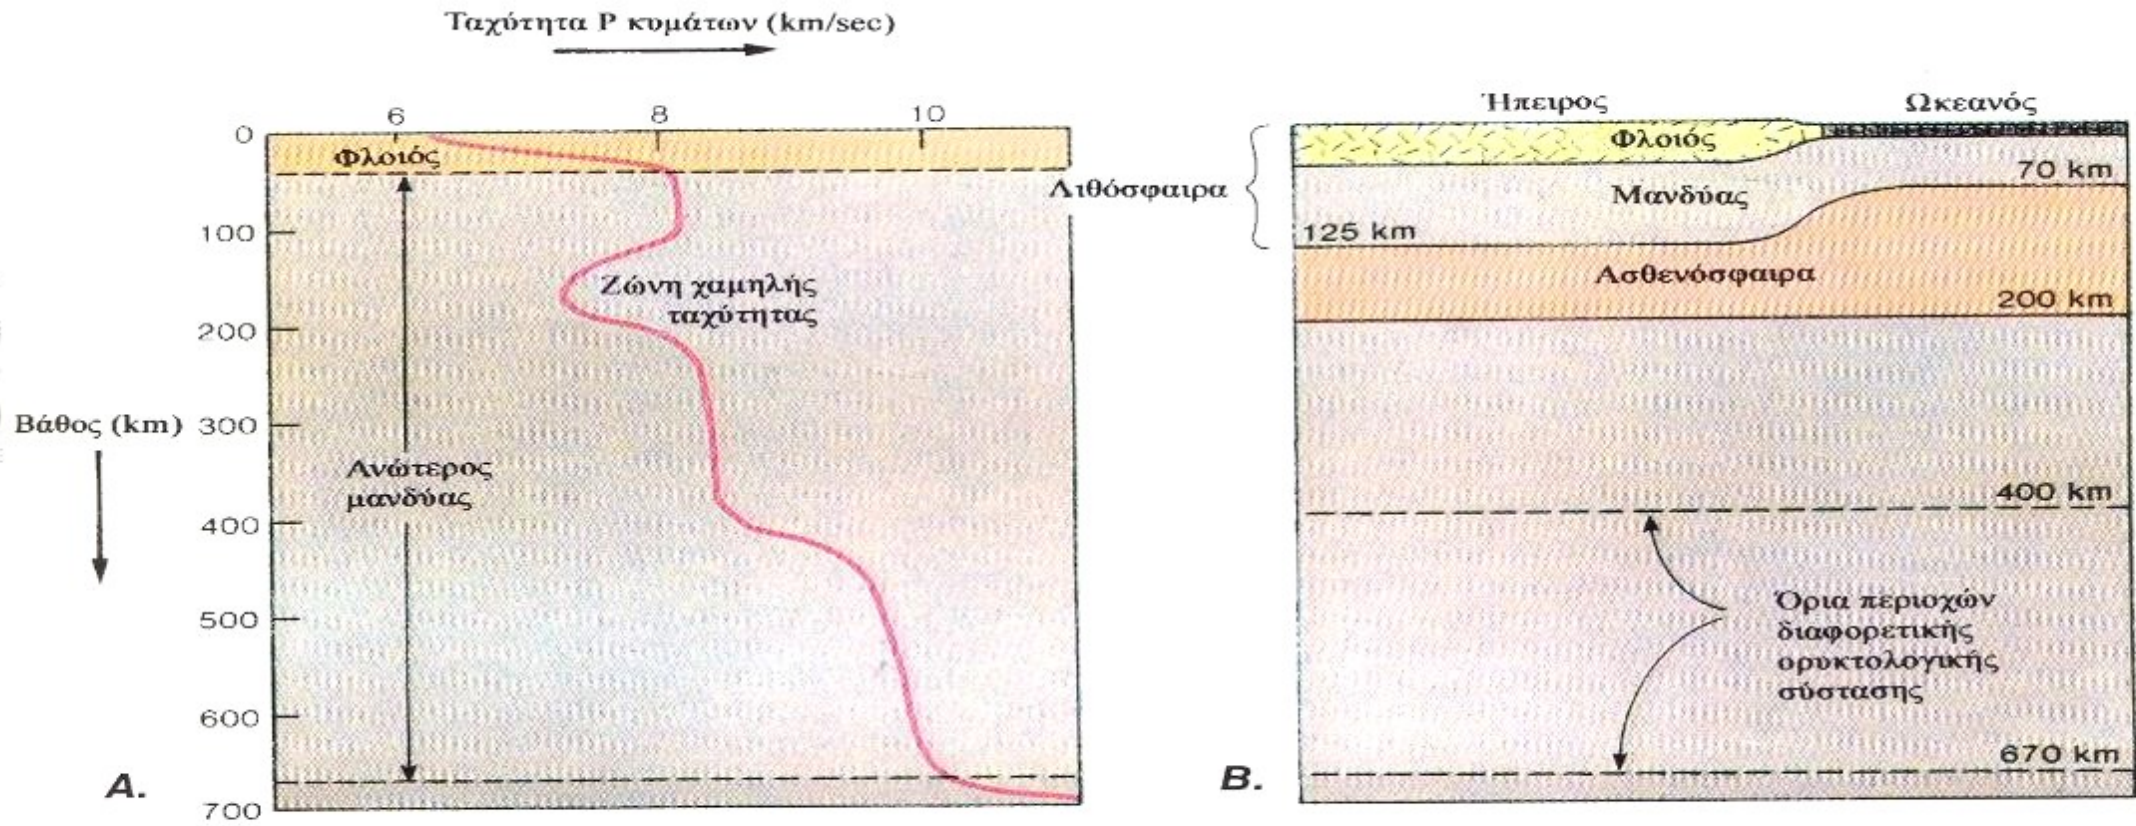 Ταχύτητα P κυμάτων (km/sec)
6 8 10
0
Φλοιός
100
Ζώνη χαμηλής
ταχύτητας
200
Βάθος (km) 300
Ανώτερος
μανδύας
400
500
600
700
A.
Ήπειρος Ωκεανός
Φλοιός
70 km
Λιθόσφαιρα
Μανδύας
125 km
Ασθενόσφαιρα
200 km
400 km
Όρια περιοχών
διαφορετικής
ορυκτολογικής
σύστασης
670 km
B.